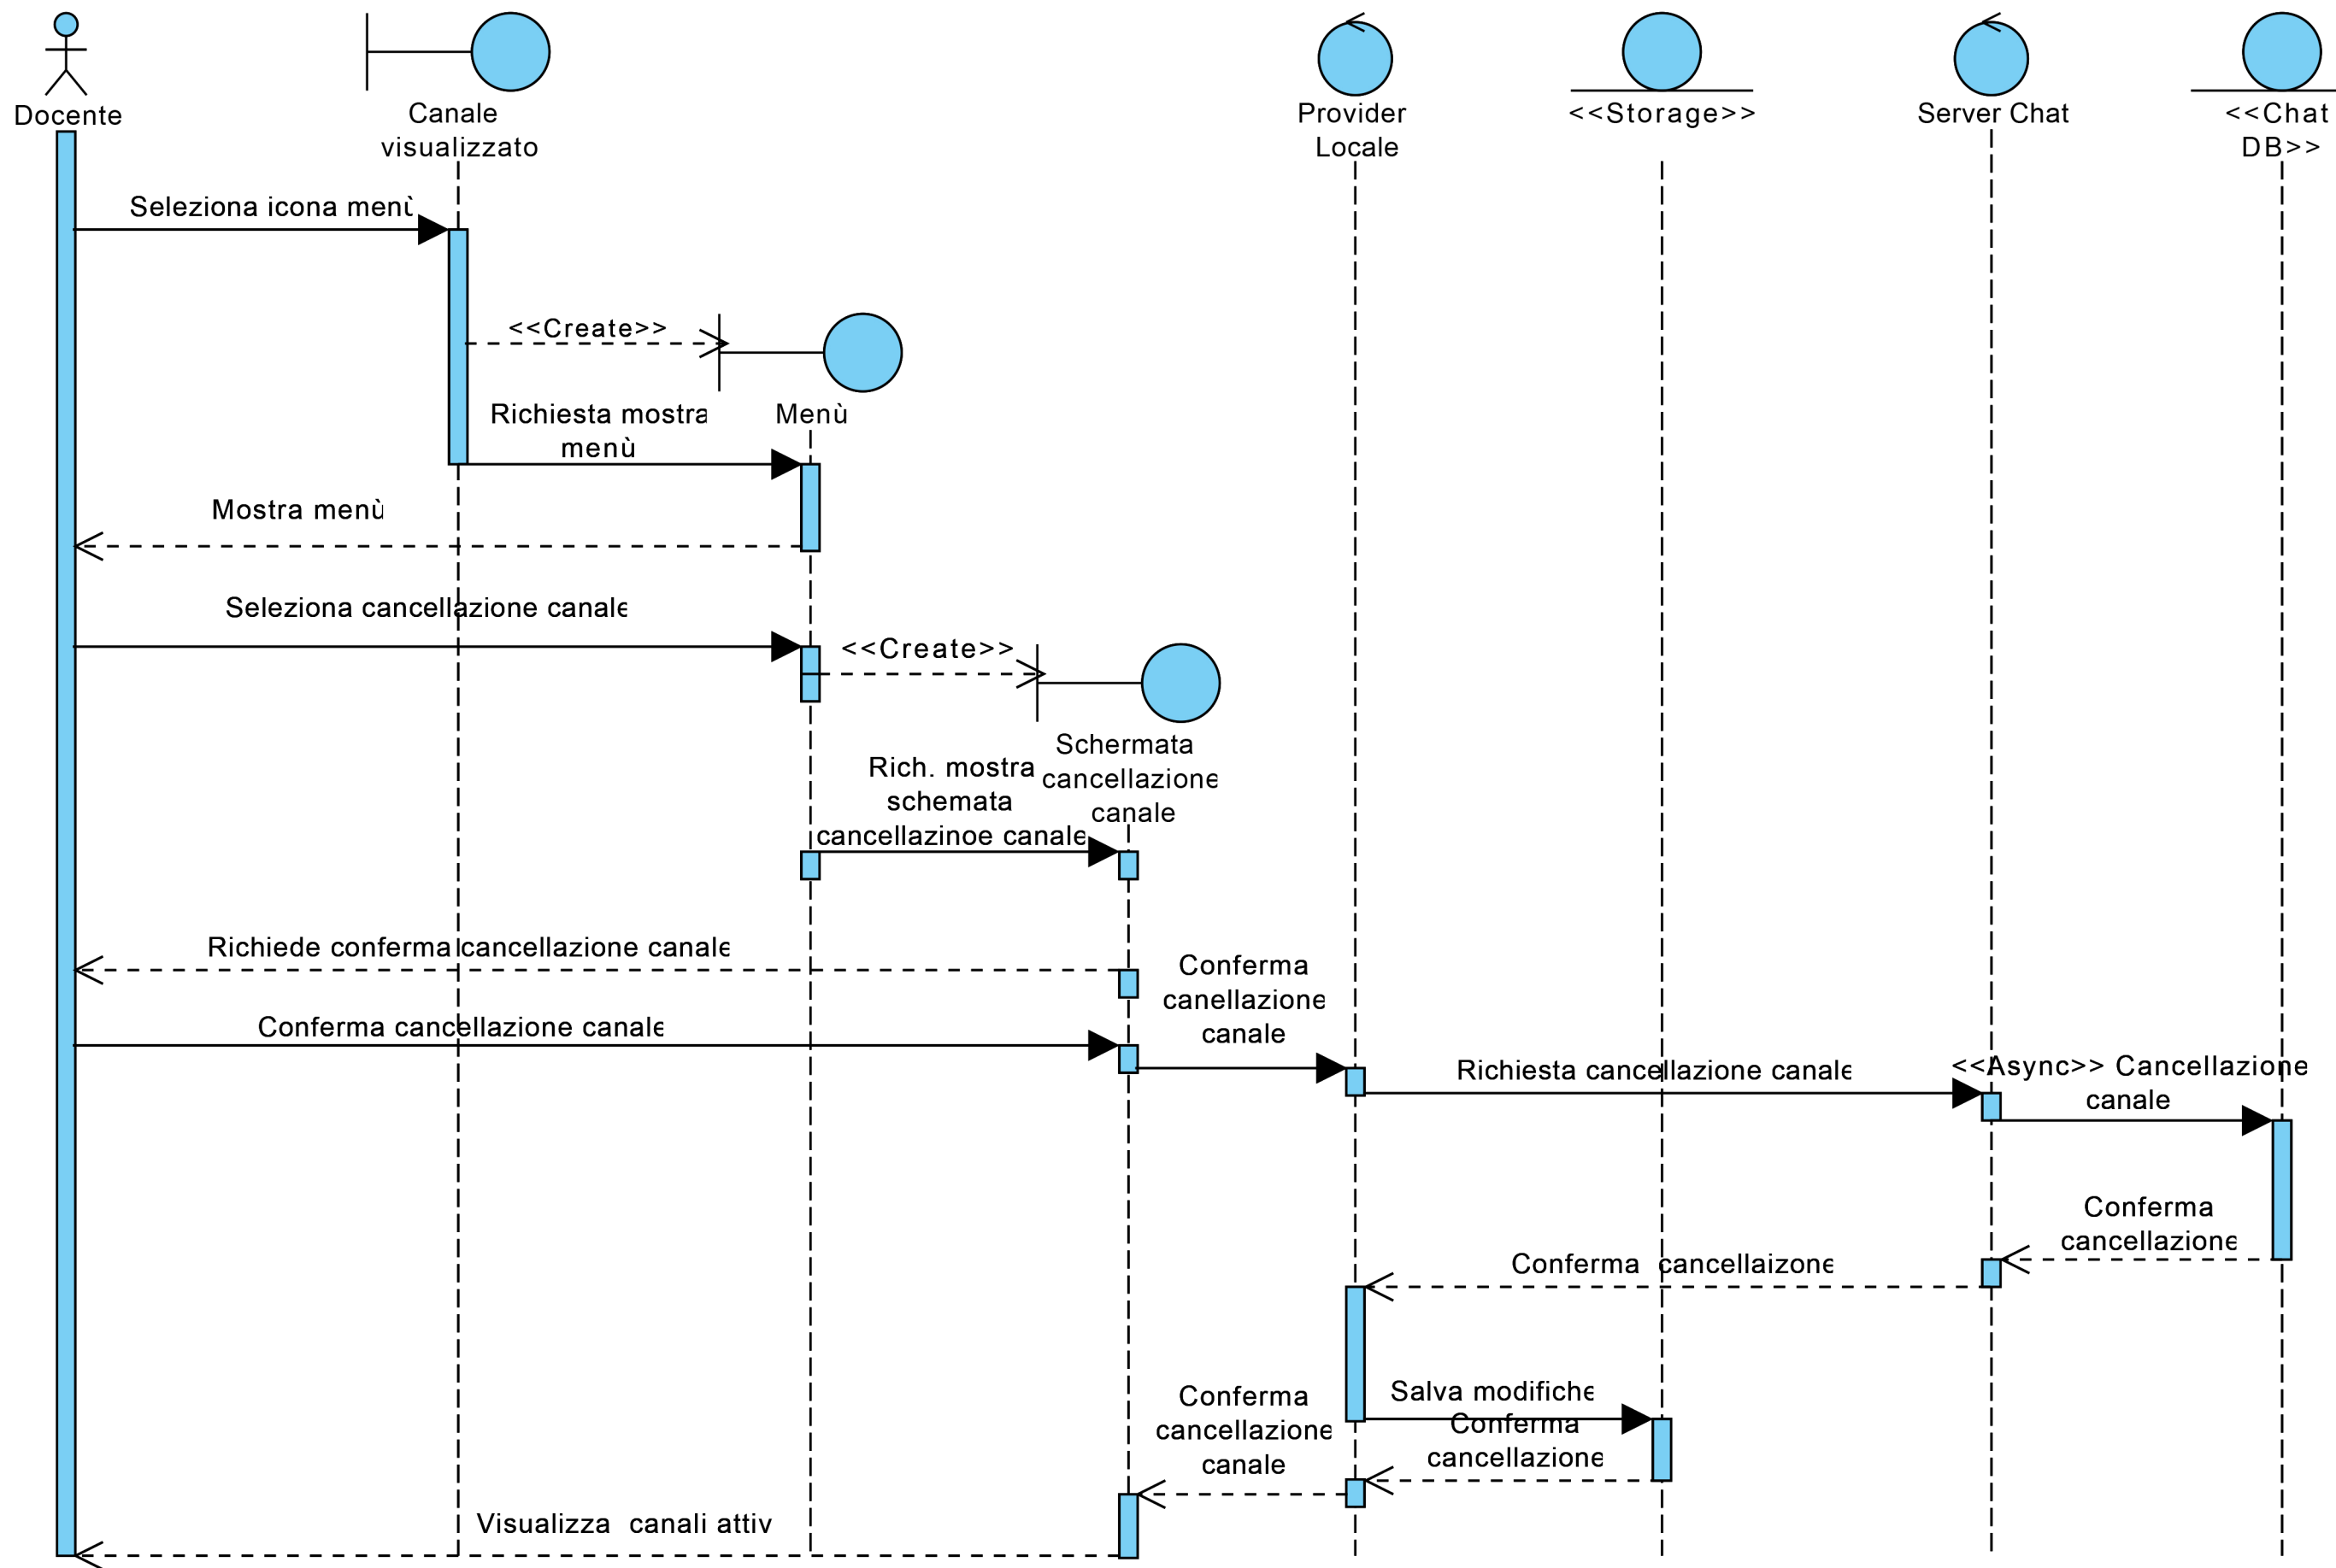 Docente
Canale
visualizzato
Provider
Locale
<<Storage>>
Server Chat
<<Chat
DB>>
Seleziona icona menù
<<Create>>
Richiesta mostra
menù
Menù
Mostra menù
Seleziona cancellazione canale
<<Create>>
Schermata
cancellazione
canale
Rich. mostra
schemata
cancellazinoe canale
Richiede conferma cancellazione canale
Conferma
canellazione
canale
Conferma cancellazione canale
Richiesta cancellazione canale
<<Async>> Cancellazione
canale
Conferma
cancellazione
Conferma cancellaizone
Salva modifiche
Conferma
cancellazione
Conferma
cancellazione
canale
Visualizza canali attiv